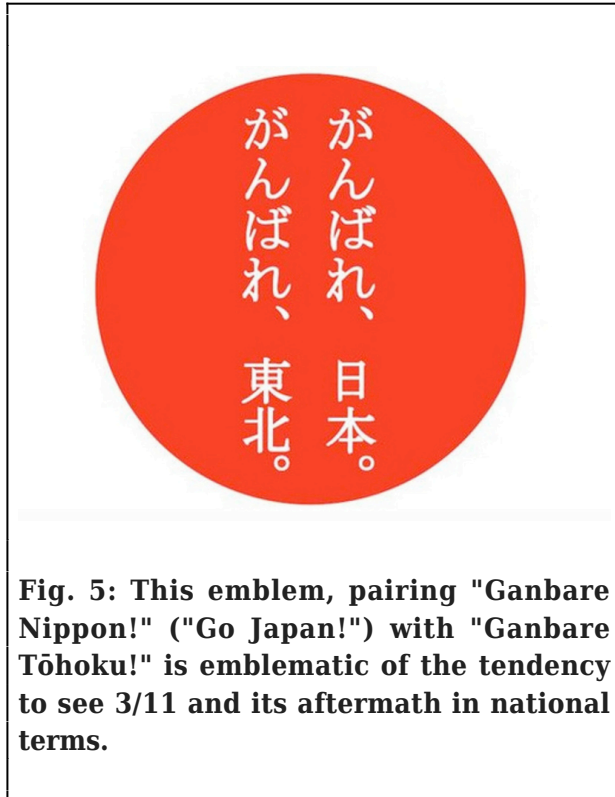 がんばれ、 日本。
がんばれ、 東北。
Fig. 5: This emblem, pairing "Ganbare
Nippon!" ("Go Japan!") with "Ganbare
Tōhoku!" is emblematic of the tendency
to see 3/11 and its aftermath in national
terms.